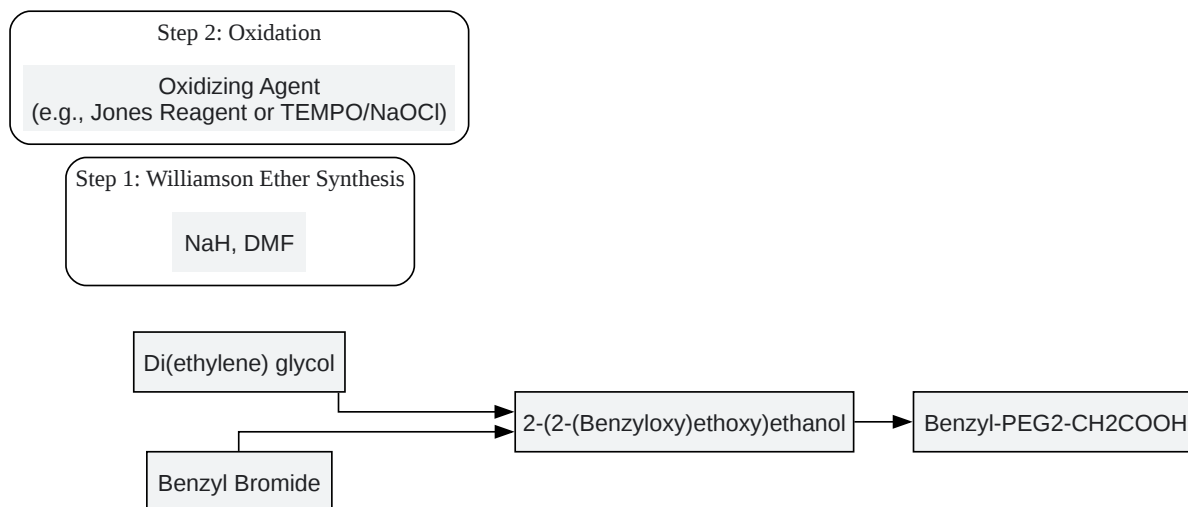 Step 2: Oxidation
Oxidizing Agent
(e.g., Jones Reagent or TEMPO/NaOCl)
Step 1: Williamson Ether Synthesis
NaH, DMF
Di(ethylene) glycol
2-(2-(Benzyloxy)ethoxy)ethanol
Benzyl-PEG2-CH2COOH
Benzyl Bromide